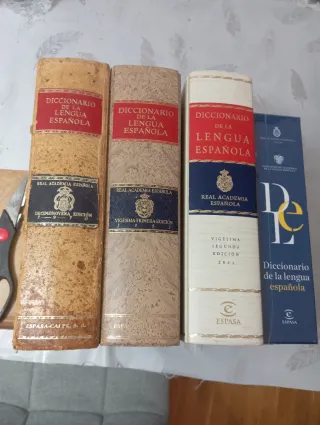 DICCIONARIO
DE LA
LENGUA
ESPAÑOLA
REAL ACADEMIA ESPAÑOLA
DECIMONOVENA EDICIÓN
ESPASA-CALPE, S. A.
DICCIONARIO
DE LA
LENGUA
ESPAÑOLA
REAL ACADEMIA ESPAÑOLA
VIGÉSIMA PRIMERA EDICIÓN
DICCIONARIO
DE LA
LENGUA
ESPAÑOLA
REAL ACADEMIA
ESPAÑOLA
VIGÉSIMA
SEGUNDA
EDICIÓN
2001
ESPASA
DLe
Diccionario
de la lengua
española
ESPASA